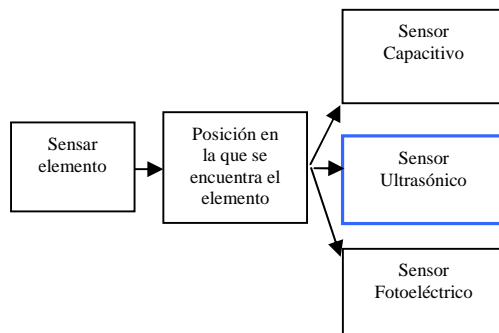 Sensar
elemento
Posición en
la que se
encuentra el
elemento
Sensor
Capacitivo
Sensor
Ultrasónico
Sensor
Fotoeléctrico